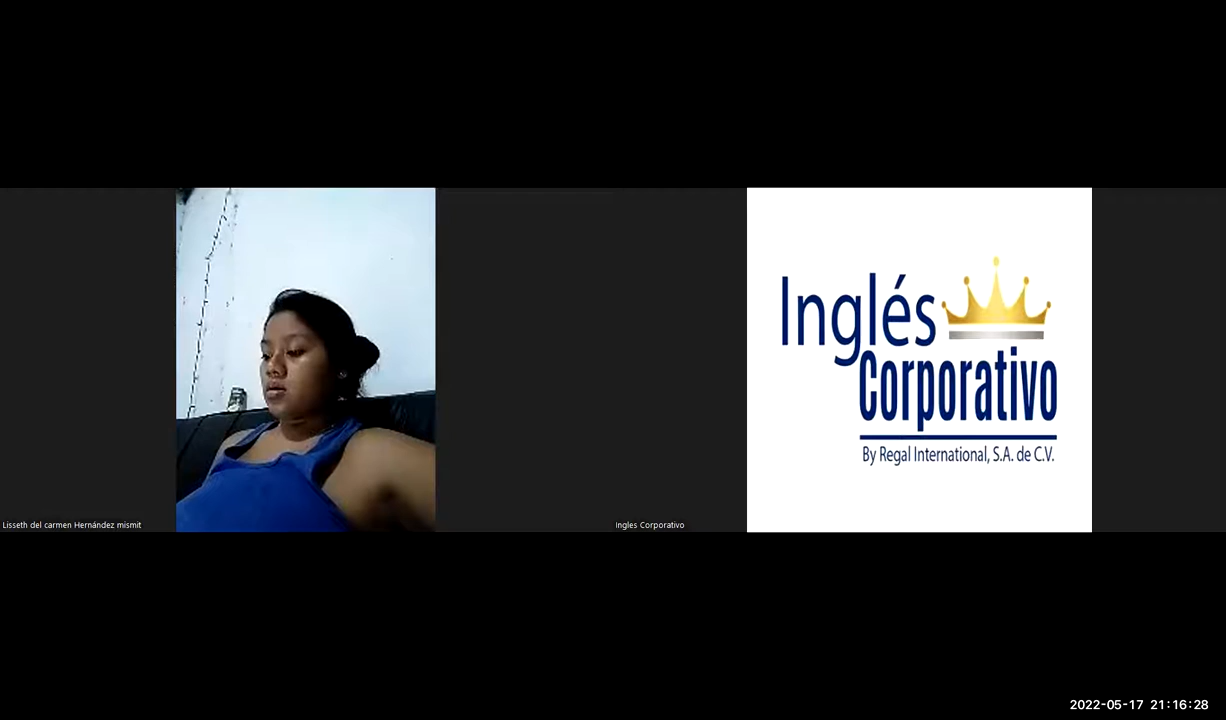 Inglés
Corporativo
By Regal International, S.A. de C.V.
Lisseth del carmen Hernández mismit
Ingles Corporativo
2022-05-17 21:16:28